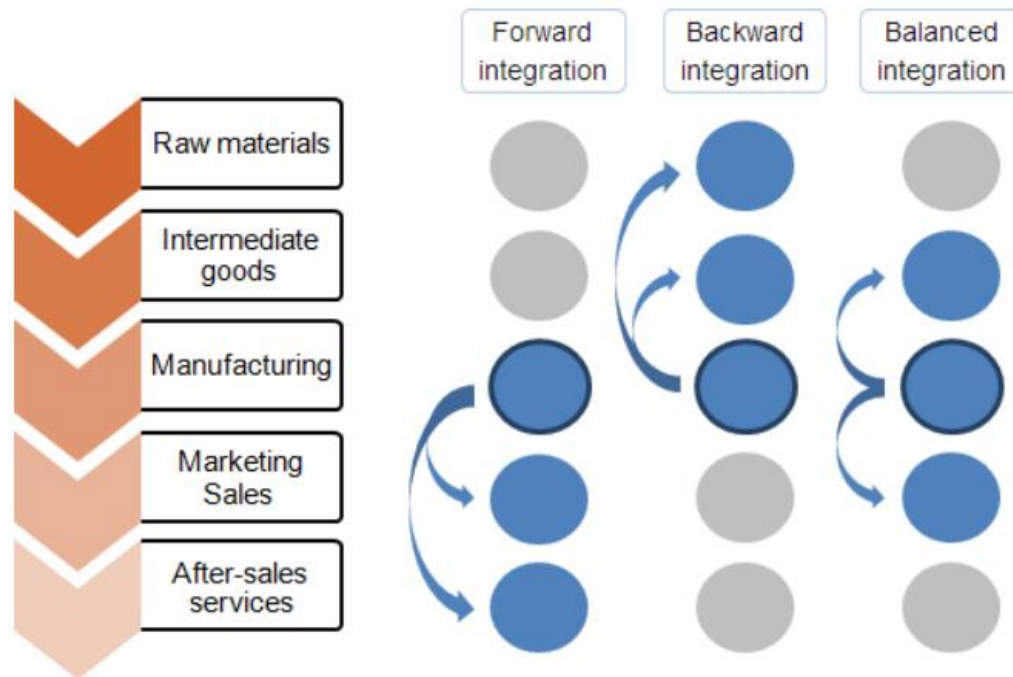 Forward
integration
Backward
integration
Balanced
integration
Raw materials
Intermediate
goods
Manufacturing
Marketing
Sales
After-sales
services